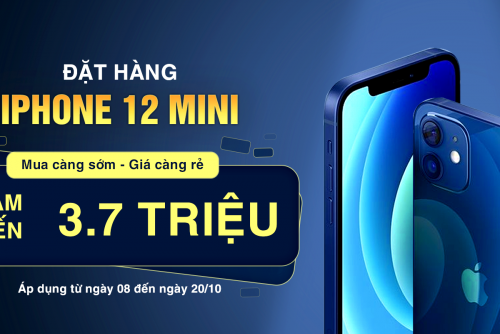 ĐẶT HÀNG
IPHONE 12 MINI
Mua càng sớm - Giá càng rẻ
3.7 TRIỆU
Áp dụng từ ngày 08 đến ngày 20/10